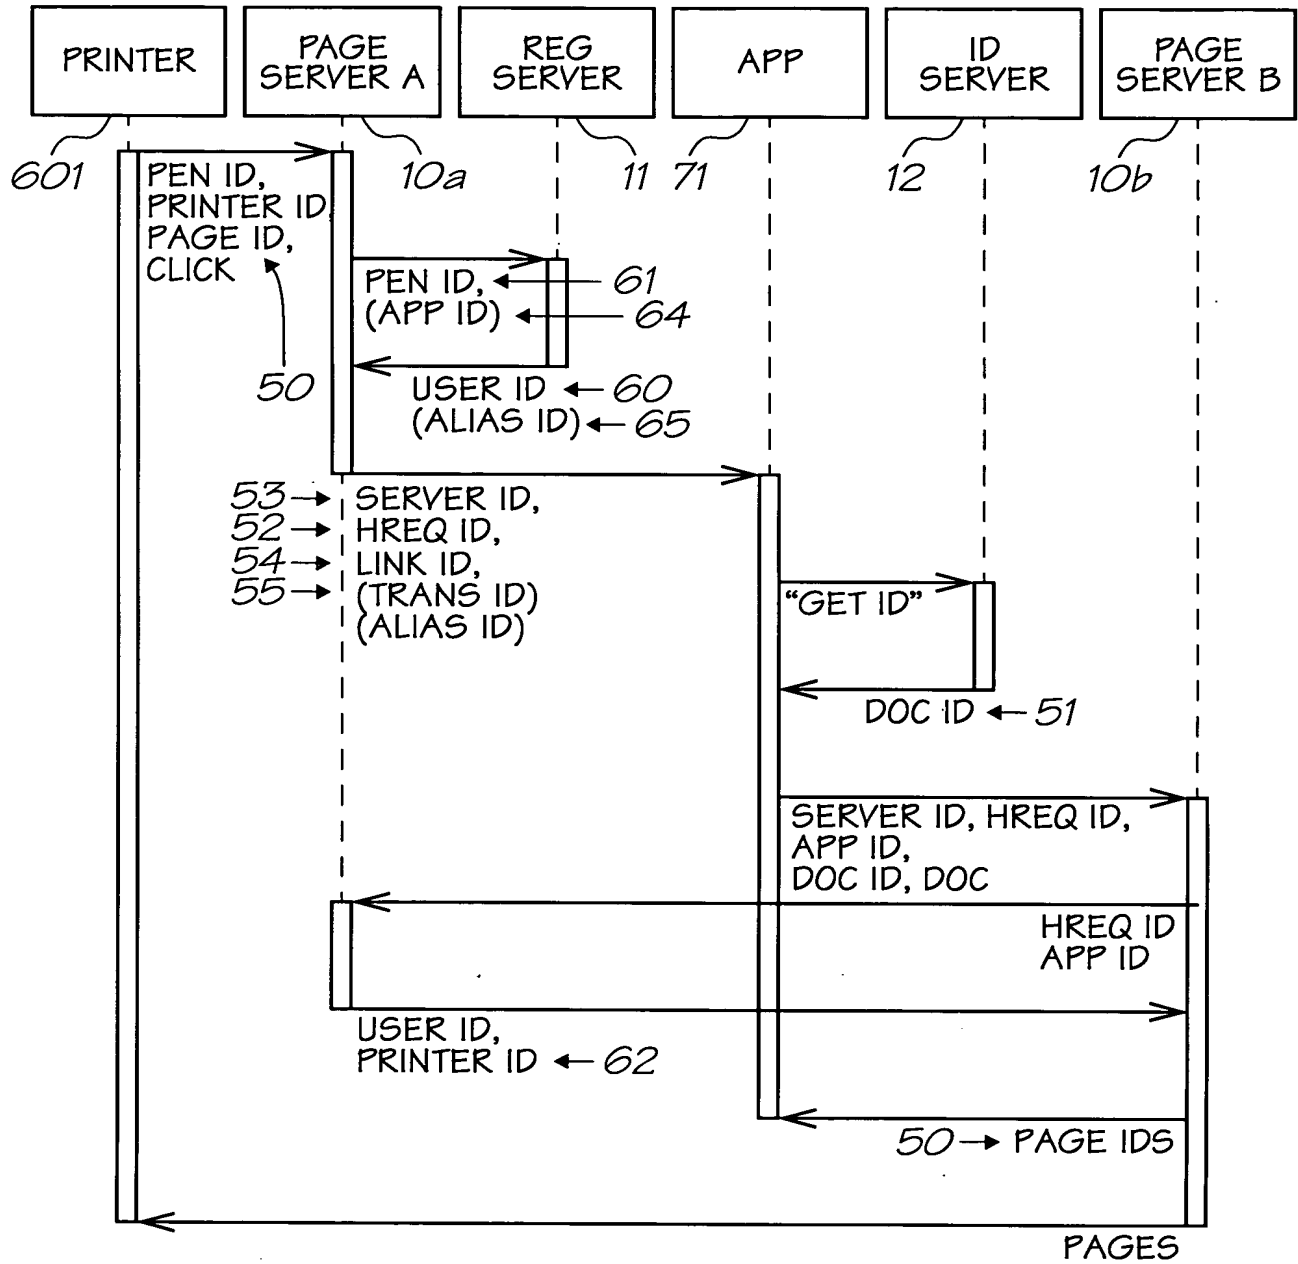 PRINTER
PAGE
SERVER A
REG
SERVER
APP
ID
SERVER
PAGE
SERVER B
601
10a
11
71
12
10b
PEN ID,
PRINTER ID
PAGE ID,
CLICK
50
PEN ID,
61
(APP ID)
64
USER ID
60
(ALIAS ID)
65
53
SERVER ID,
52
HREQ ID,
54
LINK ID,
55
(TRANS ID)
(ALIAS ID)
"GET ID"
DOC ID
51
SERVER ID, HREQ ID,
APP ID,
DOC ID, DOC
HREQ ID
APP ID
USER ID,
PRINTER ID
62
50
PAGE IDS
PAGES